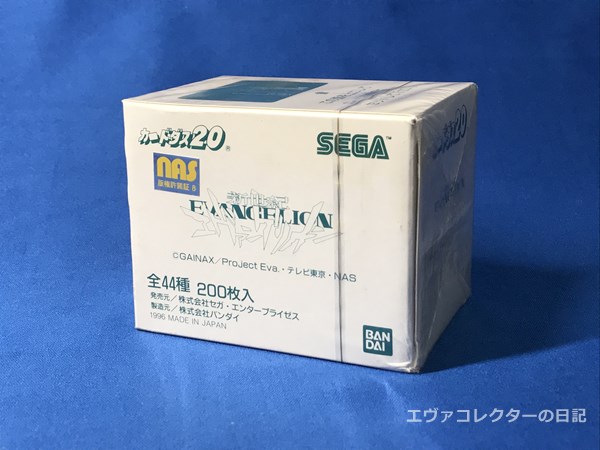 カードダス20®
SEGA™
NAS
版権許諾証 B
新世紀
EVANGELION
エヴァンゲリオン
©GAINAX/Project Eva.・テレビ東京・NAS
全44種 200枚入
発売元/株式会社セガ・エンタープライゼス
製造元/株式会社バンダイ
1996 MADE IN JAPAN
BAN
DAI
エヴァコレクターの日記